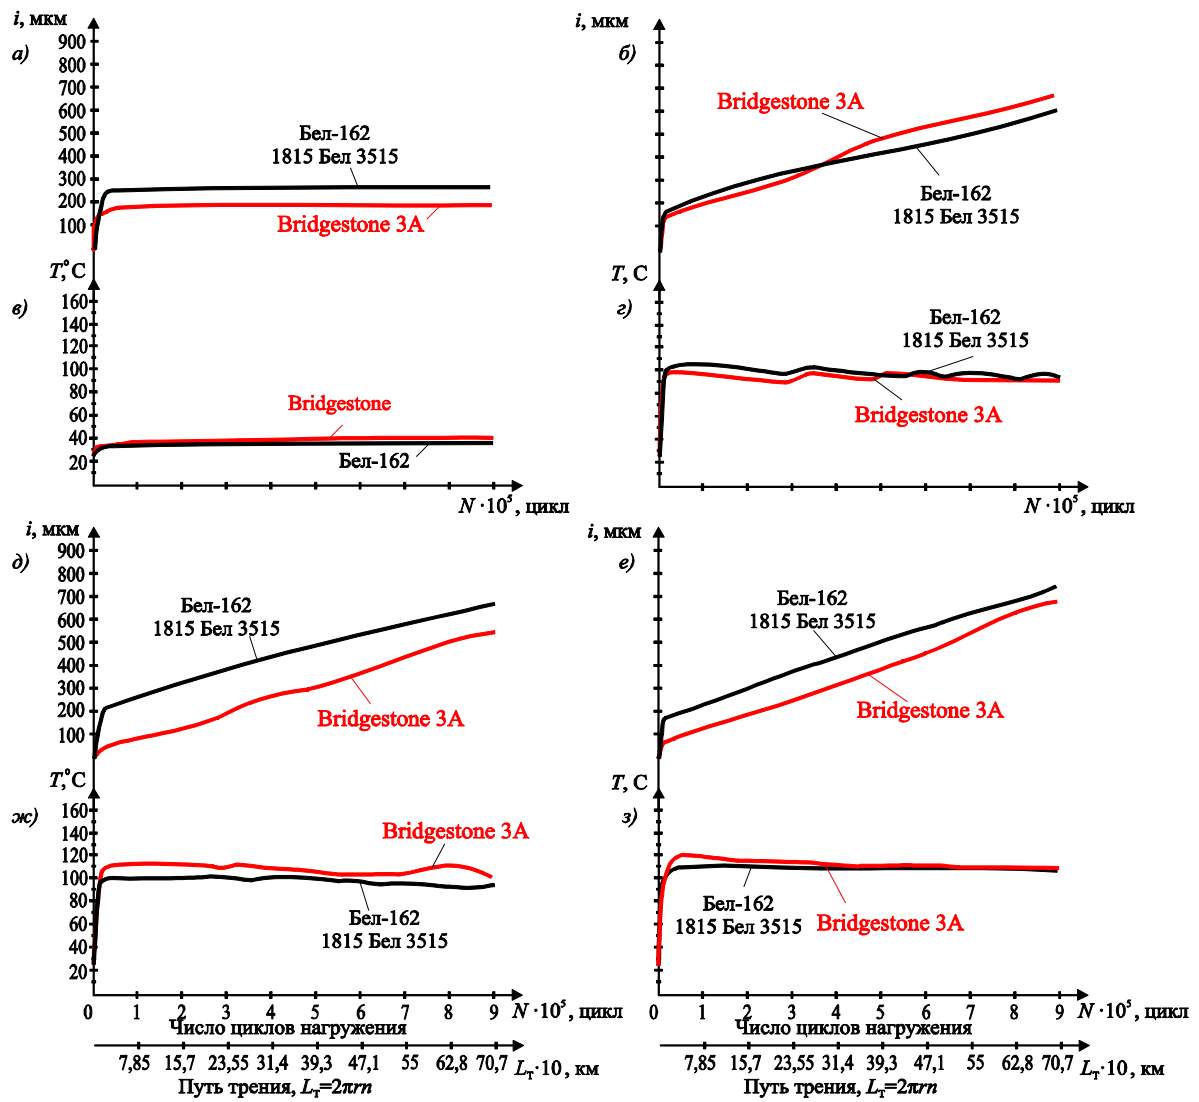 i, мкм
а)
900
800
700
600
500
400
300
200
100
Бел-162
1815 Бел 3515
Bridgestone 3A
i, мкм
б)
Bridgestone 3A
Бел-162
1815 Бел 3515
T,°C
в)
160
140
120
100
80
60
40
20
Bridgestone
Бел-162
N·10⁵, цикл
T, C
г)
Бел-162
1815 Бел 3515
Bridgestone 3A
N·10⁵, цикл
i, мкм
д)
900
800
700
600
500
400
300
200
100
Бел-162
1815 Бел 3515
Bridgestone 3A
i, мкм
е)
Бел-162
1815 Бел 3515
Bridgestone 3A
T,°C
ж)
160
140
120
100
80
60
40
20
Bridgestone 3A
Бел-162
1815 Бел 3515
0 1 2 3 4 5 6 7 8 9 N·10⁵, цикл
Число циклов нагружения
7,85 15,7 23,55 31,4 39,3 47,1 55 62,8 70,7 Lт·10, км
Путь трения, Lт=2πrn
T, C
з)
Бел-162
1815 Бел 3515
Bridgestone 3A
0 1 2 3 4 5 6 7 8 9 N·10⁵, цикл
Число циклов нагружения
7,85 15,7 23,55 31,4 39,3 47,1 55 62,8 70,7 Lт·10, км
Путь трения, Lт=2πrn